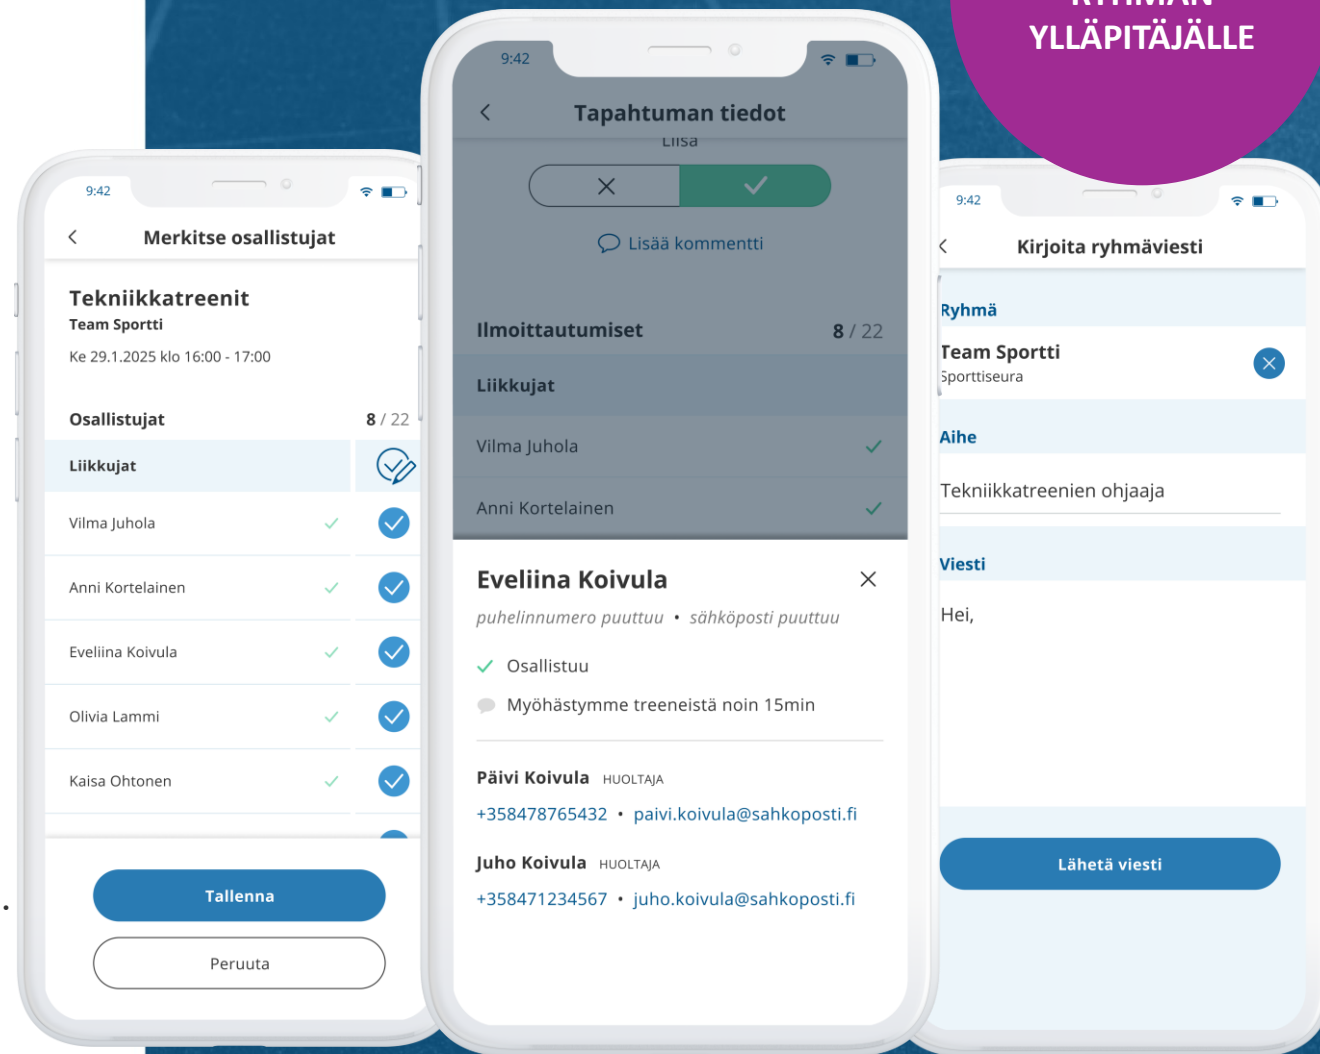 RYHMÄN
YLLÄPITÄJÄLLE
9:42
Merkitse osallistujat
Tekniikkatreenit
Team Sportti
Ke 29.1.2025 klo 16:00 - 17:00
Osallistujat 8 / 22
Liikkujat
Vilma Juhola
Anni Kortelainen
Eveliina Koivula
Olivia Lammi
Kaisa Ohtonen
Tallenna
Peruuta
.
9:42
Tapahtuman tiedot
Liisa
Lisää kommentti
Ilmoittautumiset 8 / 22
Liikkujat
Vilma Juhola
Anni Kortelainen
Eveliina Koivula
puhelinnumero puuttuu • sähköposti puuttuu
Osallistuu
Myöhästymme treeneistä noin 15min
Päivi Koivula HUOLTAJA
+358478765432 • paivi.koivula@sahkoposti.fi
Juho Koivula HUOLTAJA
+358471234567 • juho.koivula@sahkoposti.fi
9:42
Kirjoita ryhmäviesti
Ryhmä
Team Sportti
Sporttiseura
Aihe
Tekniikkatreenien ohjaaja
Viesti
Hei,
Lähetä viesti